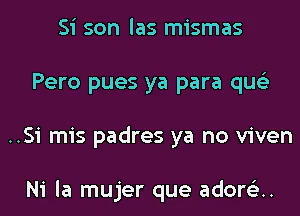 Si son las mismas
Pero pues ya para qué
..Si mis padres ya no viven
Ni la mujer que adoré..